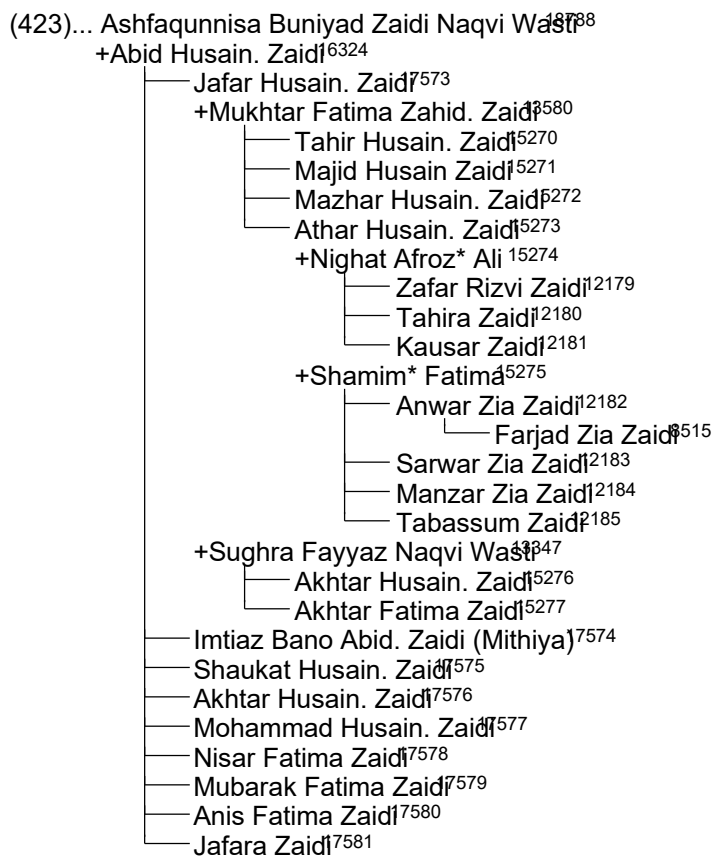 (423)... Ashfaqunnisa Buniyad Zaidi Naqvi Wasti18788
+Abid Husain. Zaidi16324
Jafar Husain. Zaidi17573
+Mukhtar Fatima Zahid. Zaidi13580
Tahir Husain. Zaidi15270
Majid Husain Zaidi15271
Mazhar Husain. Zaidi15272
Athar Husain. Zaidi15273
+Nighat Afroz* Ali 15274
Zafar Rizvi Zaidi12179
Tahira Zaidi12180
Kausar Zaidi12181
+Shamim* Fatima15275
Anwar Zia Zaidi12182
Farjad Zia Zaidi8515
Sarwar Zia Zaidi12183
Manzar Zia Zaidi12184
Tabassum Zaidi12185
+Sughra Fayyaz Naqvi Wasti13347
Akhtar Husain. Zaidi15276
Akhtar Fatima Zaidi15277
Imtiaz Bano Abid. Zaidi (Mithiya)17574
Shaukat Husain. Zaidi17575
Akhtar Husain. Zaidi17576
Mohammad Husain. Zaidi17577
Nisar Fatima Zaidi17578
Mubarak Fatima Zaidi17579
Anis Fatima Zaidi17580
Jafara Zaidi17581